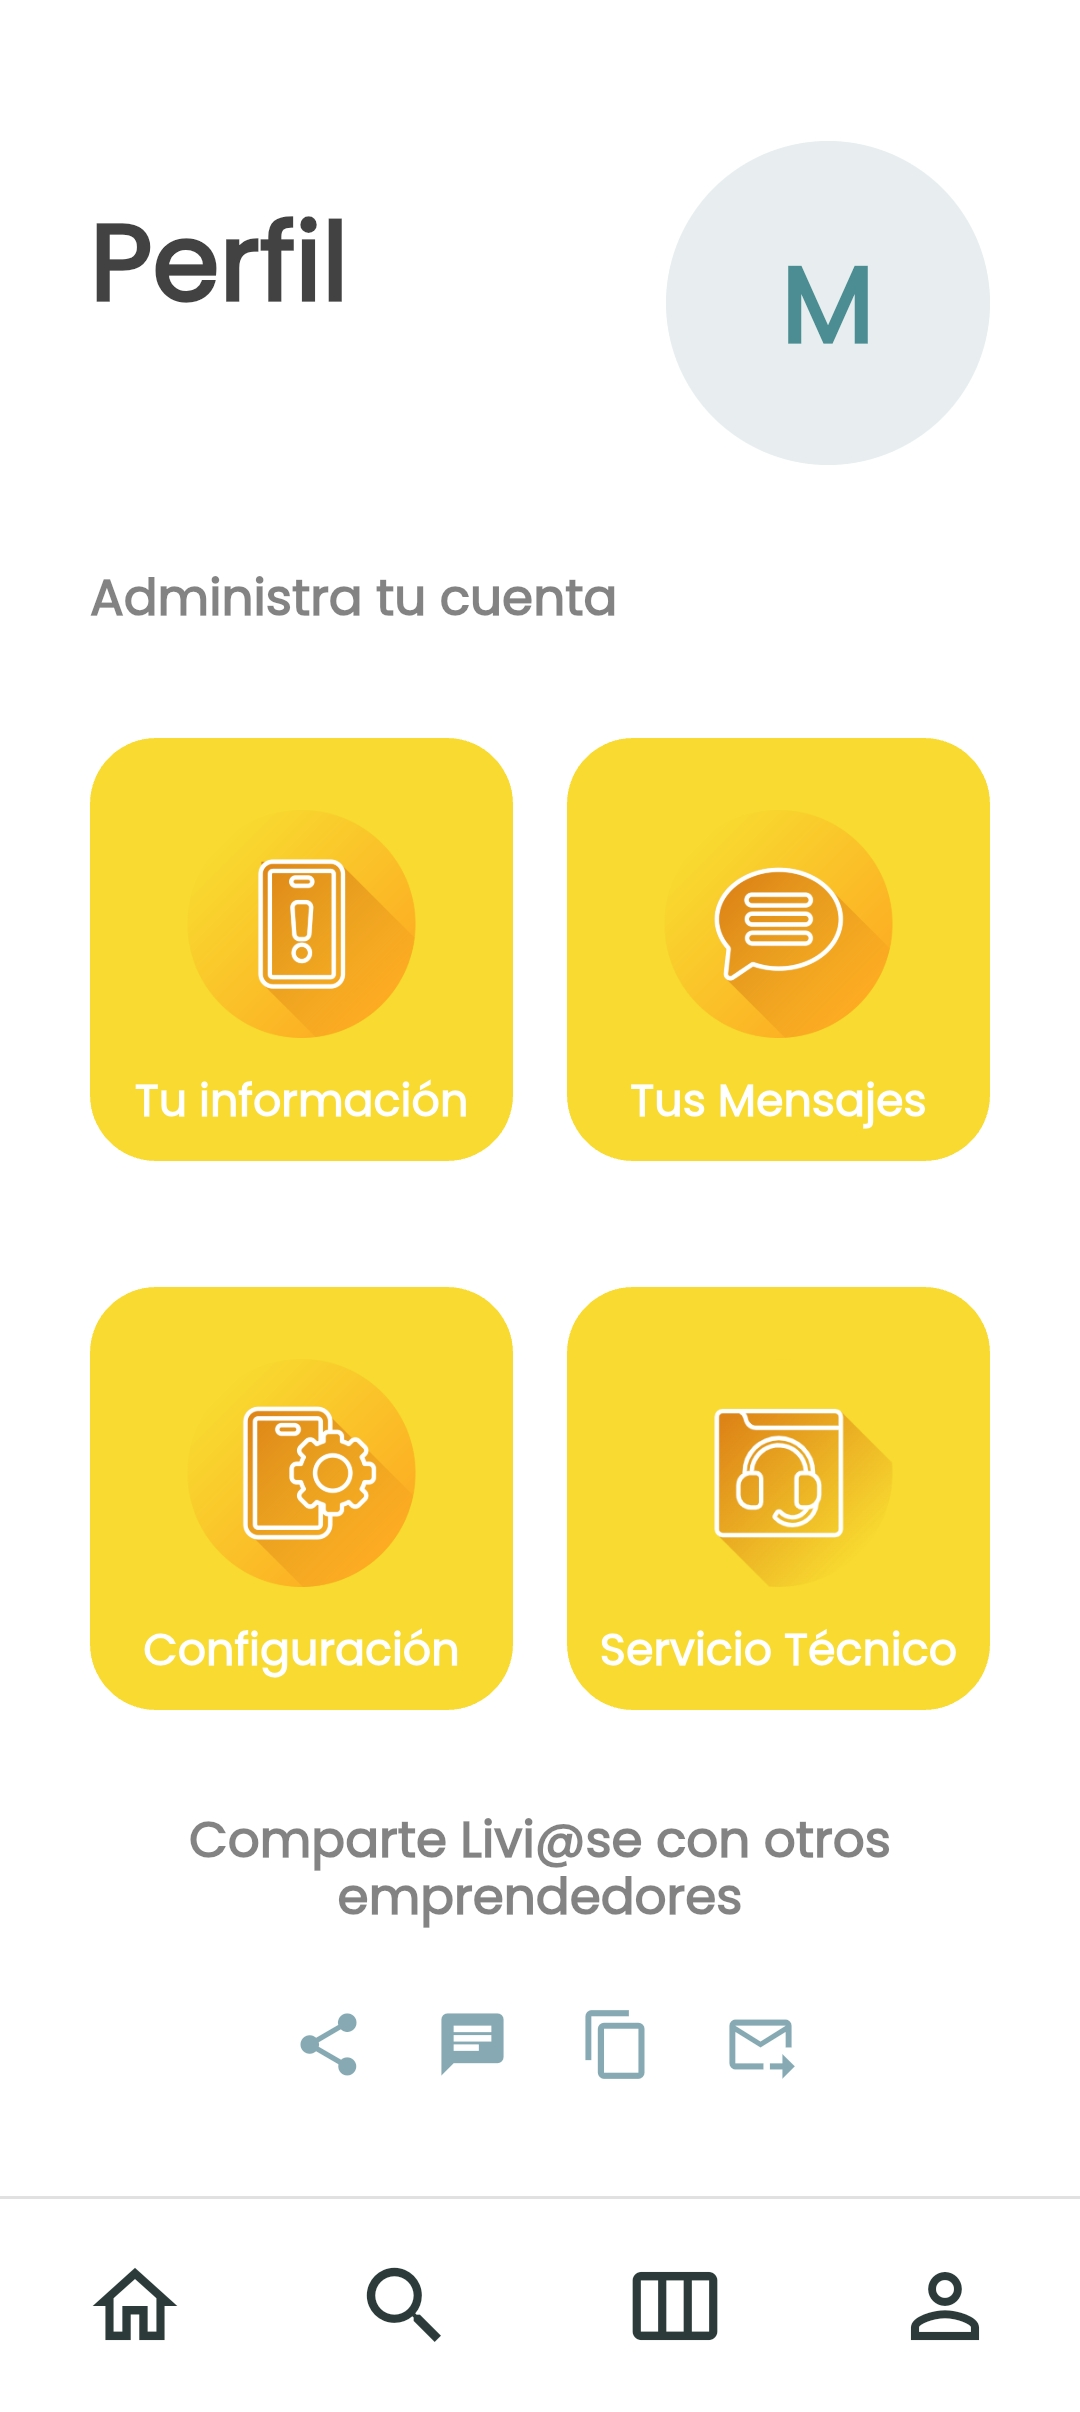 Perfil
M
Administra tu cuenta
Tu información
Tus Mensajes
Configuración
Servicio Técnico
Comparte Livi@se con otros
emprendedores